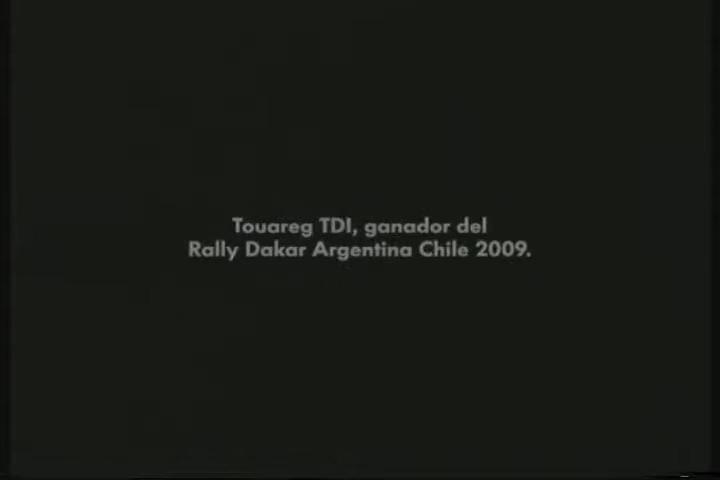 Touareg TDI, ganador del
Rally Dakar Argentina Chile 2009.